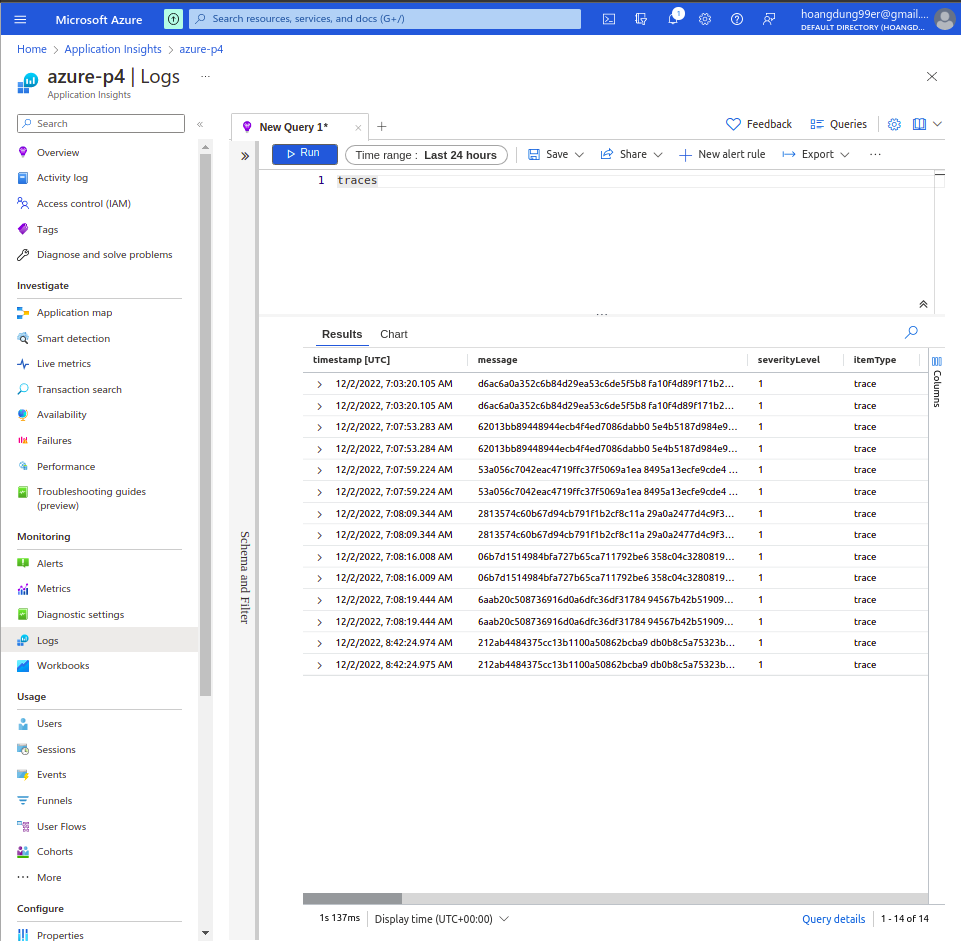 Microsoft Azure
Search resources, services, and docs (G+/)
1
hoangdung99er@gmail....
DEFAULT DIRECTORY (HOANGD...
Home > Application Insights > azure-p4
azure-p4 | Logs ...
Application Insights
Search
«
Overview
Activity log
Access control (IAM)
Tags
Diagnose and solve problems
Investigate
Application map
Smart detection
Live metrics
Transaction search
Availability
Failures
Performance
Troubleshooting guides
(preview)
Monitoring
Alerts
Metrics
Diagnostic settings
Logs
Workbooks
Usage
Users
Sessions
Events
Funnels
User Flows
Cohorts
More
Configure
Properties
New Query 1*
Feedback
Queries
Run
Time range : Last 24 hours
Save
Share
New alert rule
Export
...
1 traces
Schema and Filter
Results
Chart
timestamp [UTC] message severityLevel itemType
12/2/2022, 7:03:20.105 AM d6ac6a0a352c6b84d29ea53c6de5f5b8 fa10f4d89f171b2... 1 trace
12/2/2022, 7:03:20.105 AM d6ac6a0a352c6b84d29ea53c6de5f5b8 fa10f4d89f171b2... 1 trace
12/2/2022, 7:07:53.283 AM 62013bb89448944ecb4f4ed7086dabb0 5e4b5187d984e9... 1 trace
12/2/2022, 7:07:53.284 AM 62013bb89448944ecb4f4ed7086dabb0 5e4b5187d984e9... 1 trace
12/2/2022, 7:07:59.224 AM 53a056c7042eac4719ffc37f5069a1ea 8495a13ecfe9cde4 ... 1 trace
12/2/2022, 7:07:59.224 AM 53a056c7042eac4719ffc37f5069a1ea 8495a13ecfe9cde4 ... 1 trace
12/2/2022, 7:08:09.344 AM 2813574c60b67d94cb791f1b2cf8c11a 29a0a2477d4c9f3... 1 trace
12/2/2022, 7:08:09.344 AM 2813574c60b67d94cb791f1b2cf8c11a 29a0a2477d4c9f3... 1 trace
12/2/2022, 7:08:16.008 AM 06b7d1514984bfa727b65ca711792be6 358c04c3280819... 1 trace
12/2/2022, 7:08:16.009 AM 06b7d1514984bfa727b65ca711792be6 358c04c3280819... 1 trace
12/2/2022, 7:08:19.444 AM 6aab20c508736916d0a6dfc36df31784 94567b42b51909... 1 trace
12/2/2022, 7:08:19.444 AM 6aab20c508736916d0a6dfc36df31784 94567b42b51909... 1 trace
12/2/2022, 8:42:24.974 AM 212ab4484375cc13b1100a50862bcba9 db0b8c5a75323b... 1 trace
12/2/2022, 8:42:24.975 AM 212ab4484375cc13b1100a50862bcba9 db0b8c5a75323b... 1 trace
Columns
1s 137ms
Display time (UTC+00:00)
Query details
1 - 14 of 14